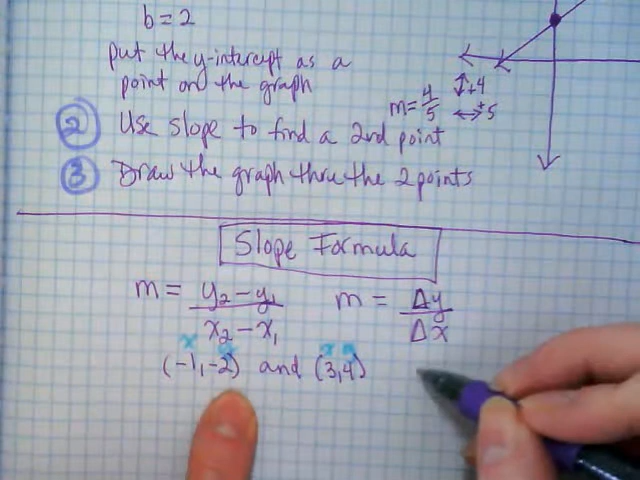 b = 2
put the y-intercept as a
point on the graph
m = 4/5 ↕+4 ↔+5
② Use slope to find a 2nd point
③ Draw the graph thru the 2 points
Slope Formula
m = (y₂ - y₁)/(x₂ - x₁) m = Δy/Δx
x x
(-1, -2) and (3, 4)